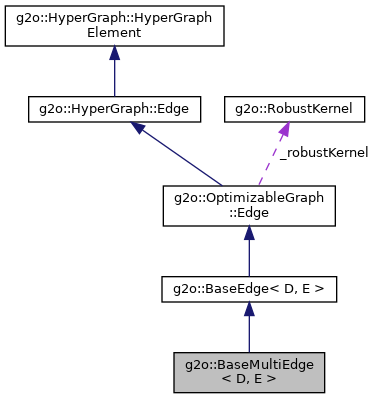 g2o::HyperGraph::HyperGraph
Element
g2o::HyperGraph::Edge
g2o::RobustKernel
_robustKernel
g2o::OptimizableGraph
::Edge
g2o::BaseEdge< D, E >
g2o::BaseMultiEdge
< D, E >